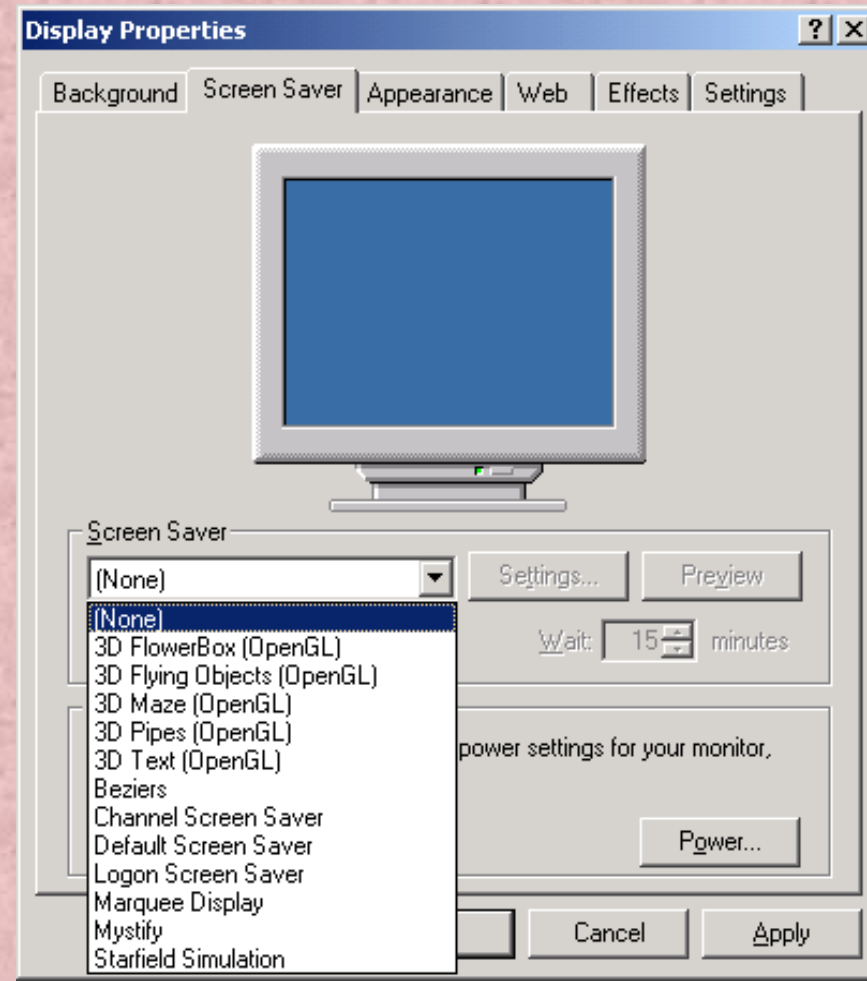 Display Properties
Background Screen Saver Appearance Web Effects Settings
Screen Saver
(None) Settings... Preview
(None)
3D FlowerBox (OpenGL)
Wait: 15 minutes
3D Flying Objects (OpenGL)
3D Maze (OpenGL)
3D Pipes (OpenGL)
power settings for your monitor,
3D Text (OpenGL)
Beziers
Channel Screen Saver
Default Screen Saver
Power...
Logon Screen Saver
Marquee Display
Mystify
Cancel Apply
Starfield Simulation